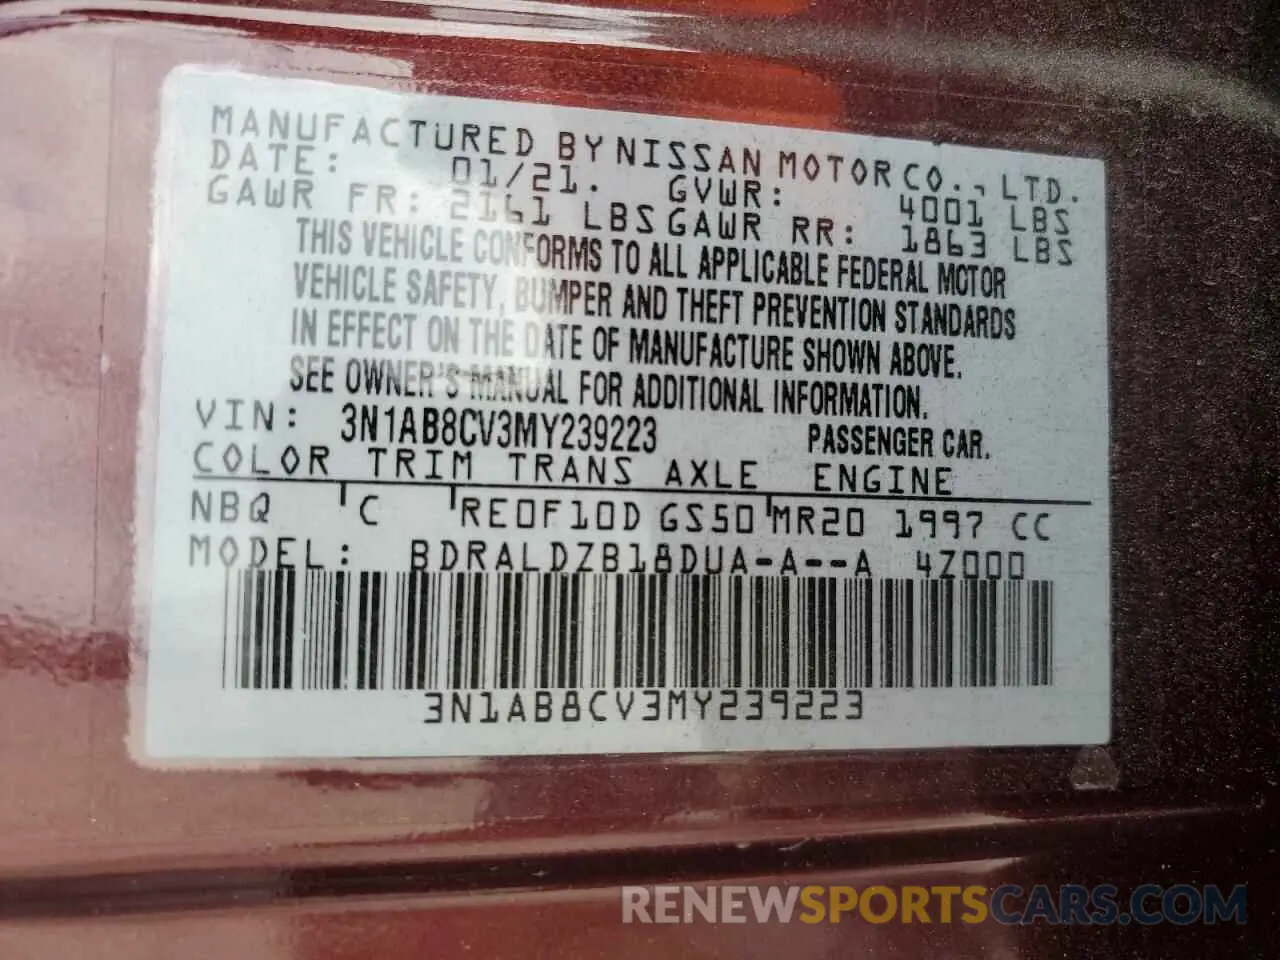 MANUFACTURED BY NISSAN MOTOR CO., LTD.
DATE: 01/21. GVWR: 4001 LBS
GAWR FR: 2161 LBS GAWR RR: 1863 LBS
THIS VEHICLE CONFORMS TO ALL APPLICABLE FEDERAL MOTOR
VEHICLE SAFETY, BUMPER AND THEFT PREVENTION STANDARDS
IN EFFECT ON THE DATE OF MANUFACTURE SHOWN ABOVE.
SEE OWNER'S MANUAL FOR ADDITIONAL INFORMATION.
VIN: 3N1AB8CV3MY239223 PASSENGER CAR.
COLOR TRIM TRANS AXLE ENGINE
NBQ C RE0F10D GS50 MR20 1997 CC
MODEL: BDRALDZB18DUA-A--A 4Z000
3N1AB8CV3MY239223
RENEWSPORTSCARS.COM